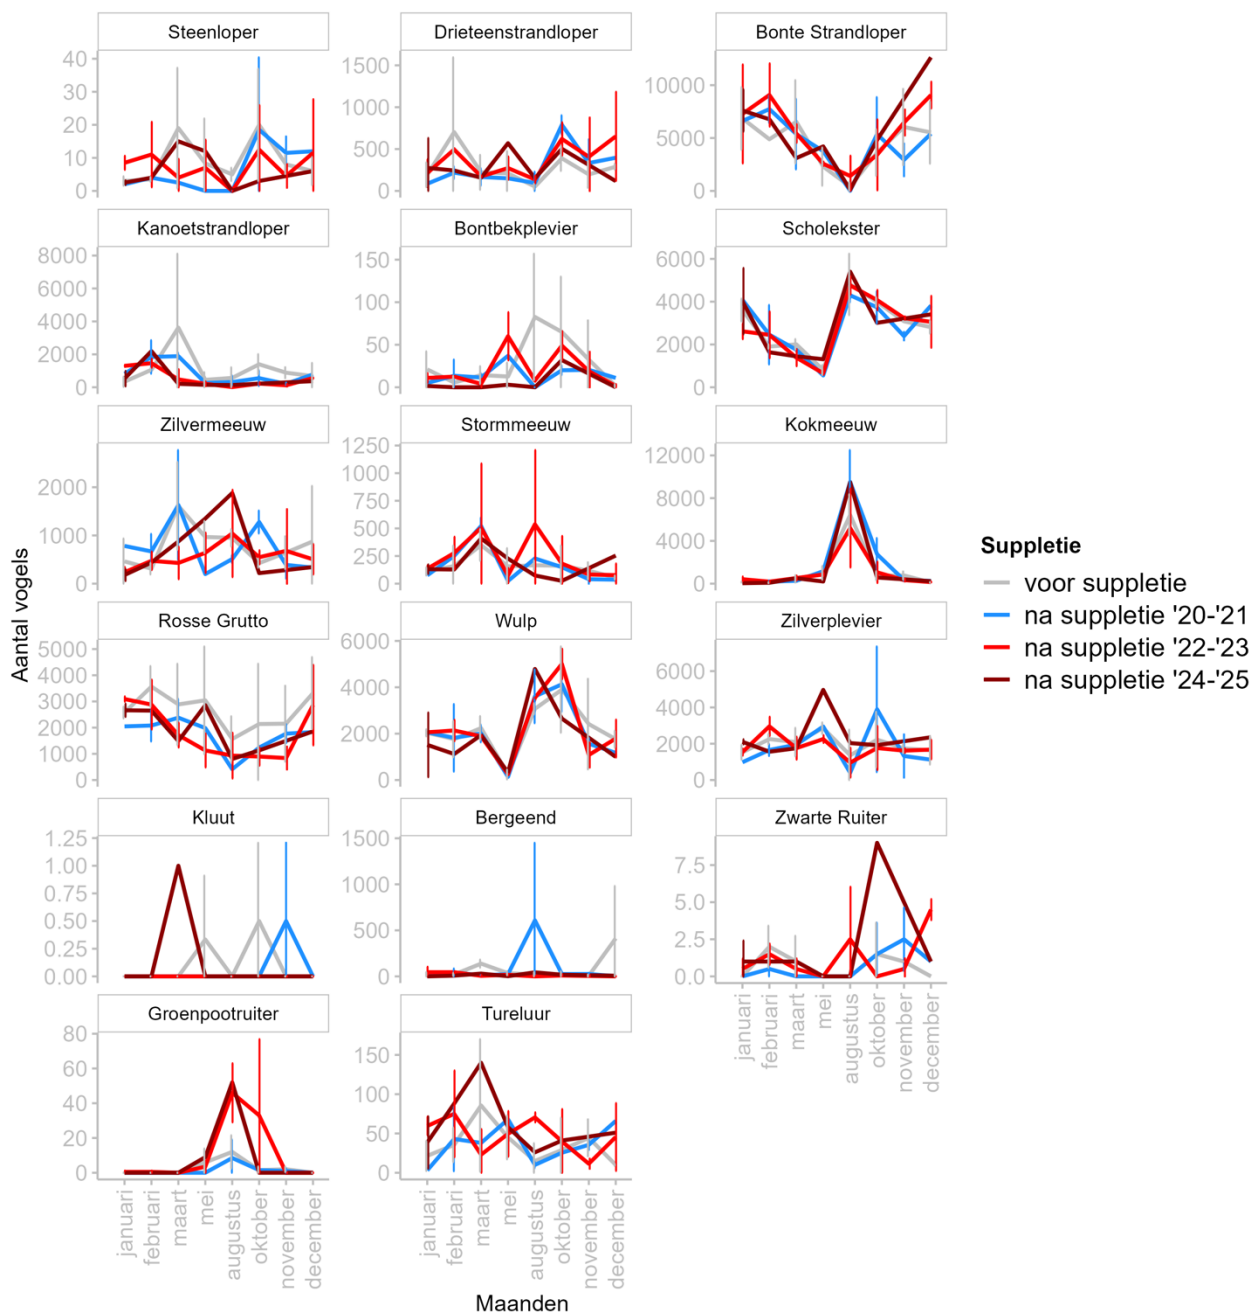 Steenloper
Drieteenstrandloper
Bonte Strandloper
40
30
20
10
0
1500
1000
500
0
10000
5000
0
Kanoetstrandloper
Bontbekplevier
Scholekster
8000
6000
4000
2000
0
150
100
50
0
6000
4000
2000
0
Zilvermeeuw
Stormmeeuw
Kokmeeuw
2000
1000
0
1250
1000
750
500
250
0
12000
8000
4000
0
Rosse Grutto
Wulp
Zilverplevier
5000
4000
3000
2000
1000
0
6000
4000
2000
0
6000
4000
2000
0
Kluut
Bergeend
Zwarte Ruiter
1.25
1.00
0.75
0.50
0.25
0.00
1500
1000
500
0
7.5
5.0
2.5
0.0
januari
februari
maart
mei
augustus
oktober
november
december
Groenpootruiter
Tureluur
80
60
40
20
0
150
100
50
0
januari
februari
maart
mei
augustus
oktober
november
december
januari
februari
maart
mei
augustus
oktober
november
december
Aantal vogels
Maanden
Suppletie
voor suppletie
na suppletie '20-'21
na suppletie '22-'23
na suppletie '24-'25